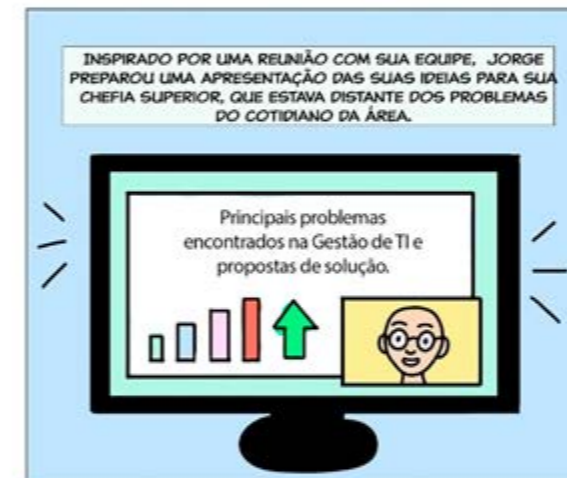 INSPIRADO POR UMA REUNIÃO COM SUA EQUIPE, JORGE
PREPAROU UMA APRESENTAÇÃO DAS SUAS IDEIAS PARA SUA
CHEFIA SUPERIOR, QUE ESTAVA DISTANTE DOS PROBLEMAS
DO COTIDIANO DA ÁREA.
Principais problemas
encontrados na Gestão de TI e
propostas de solução.